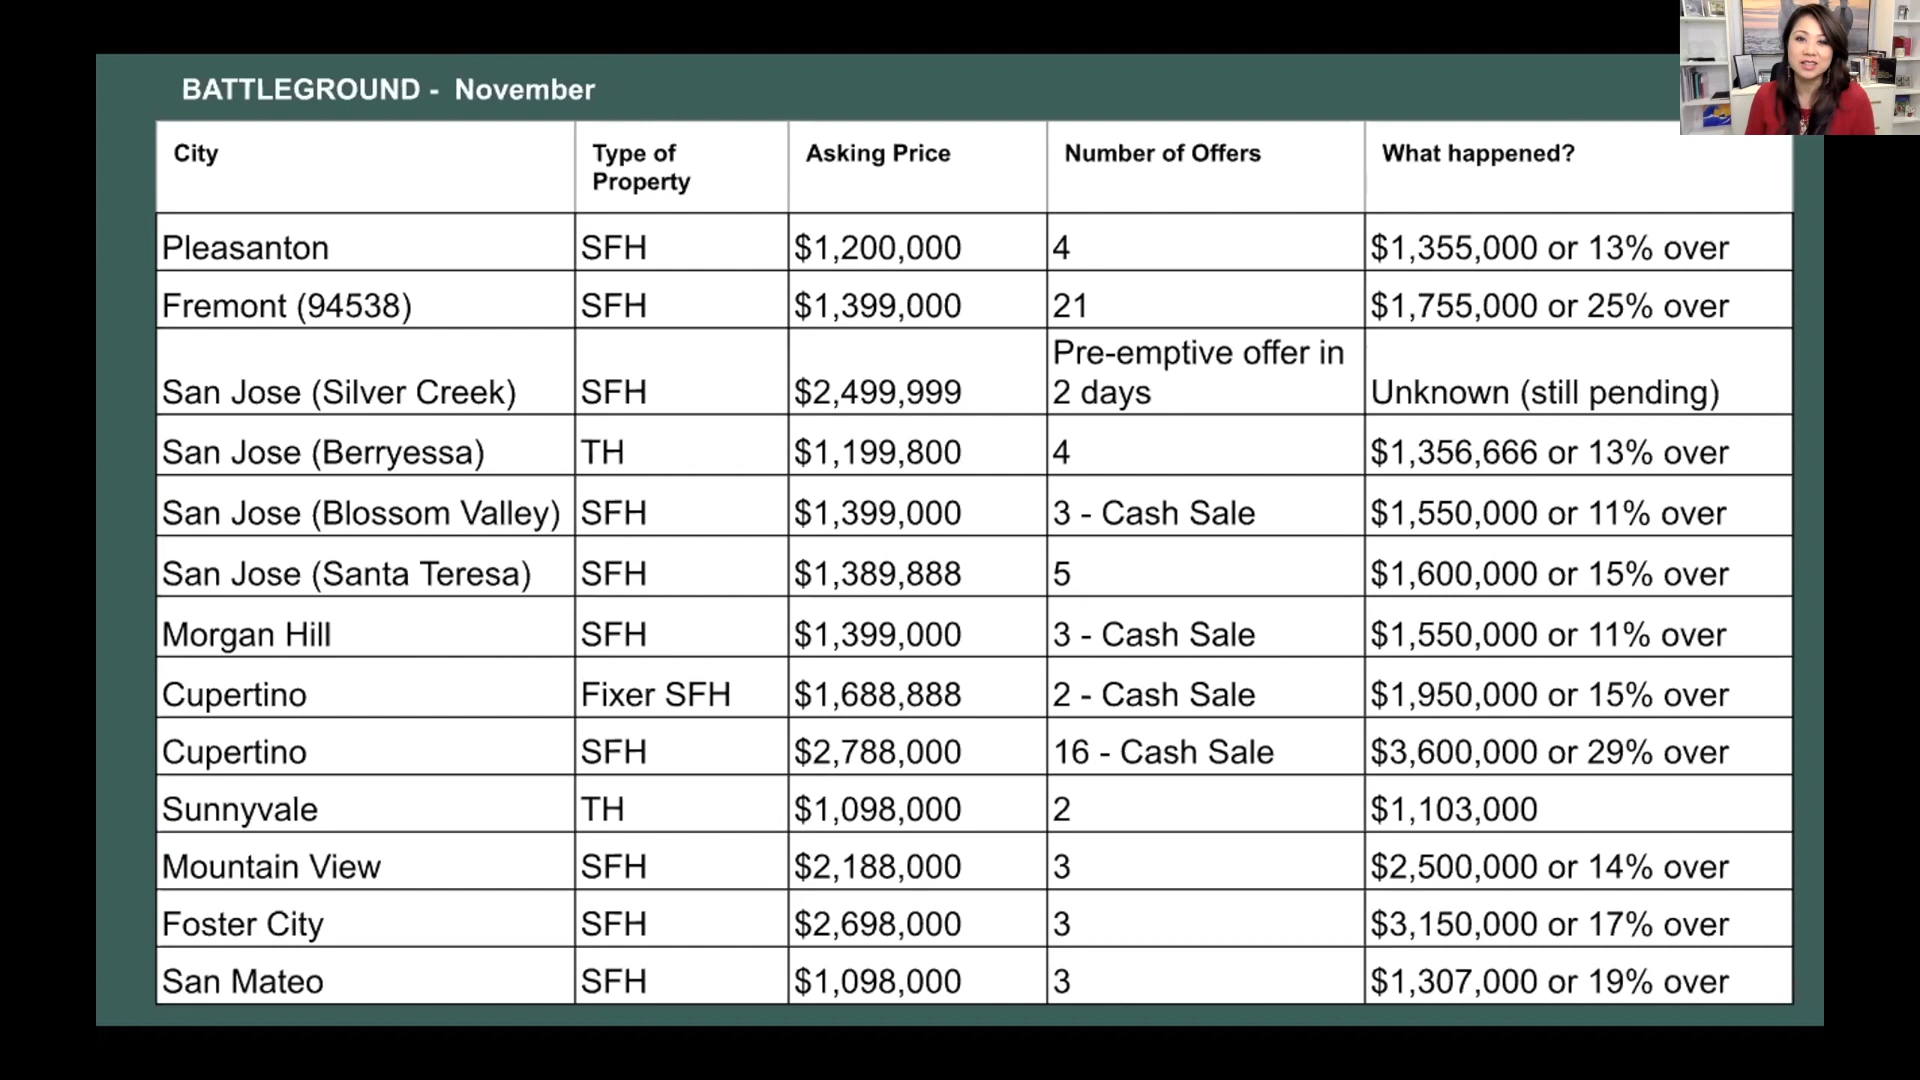 BATTLEGROUND - November
City
Type of
Property
Asking Price
Number of Offers
What happened?
Pleasanton
SFH
$1,200,000
4
$1,355,000 or 13% over
Fremont (94538)
SFH
$1,399,000
21
$1,755,000 or 25% over
San Jose (Silver Creek)
SFH
$2,499,999
Pre-emptive offer in
2 days
Unknown (still pending)
San Jose (Berryessa)
TH
$1,199,800
4
$1,356,666 or 13% over
San Jose (Blossom Valley)
SFH
$1,399,000
3 - Cash Sale
$1,550,000 or 11% over
San Jose (Santa Teresa)
SFH
$1,389,888
5
$1,600,000 or 15% over
Morgan Hill
SFH
$1,399,000
3 - Cash Sale
$1,550,000 or 11% over
Cupertino
Fixer SFH
$1,688,888
2 - Cash Sale
$1,950,000 or 15% over
Cupertino
SFH
$2,788,000
16 - Cash Sale
$3,600,000 or 29% over
Sunnyvale
TH
$1,098,000
2
$1,103,000
Mountain View
SFH
$2,188,000
3
$2,500,000 or 14% over
Foster City
SFH
$2,698,000
3
$3,150,000 or 17% over
San Mateo
SFH
$1,098,000
3
$1,307,000 or 19% over